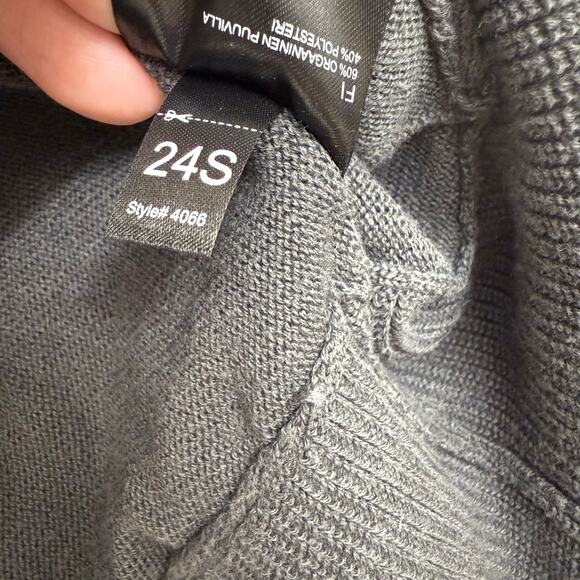 FI
60% ORGAANINEN PUUVILLA
40% POLYESTERI
24S
Style# 4066